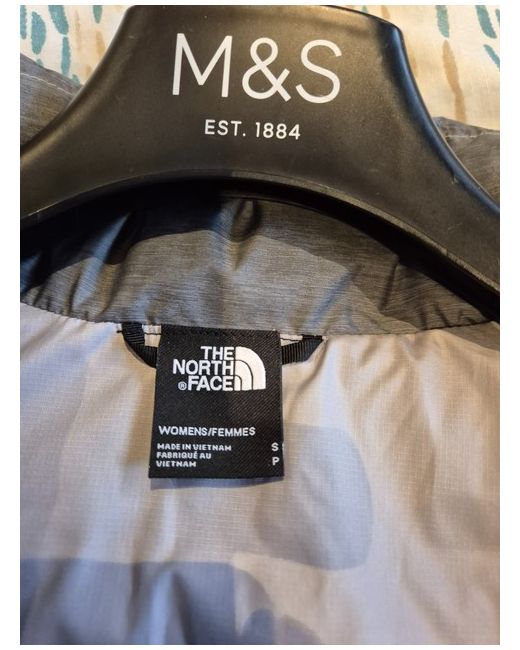 M&S
EST. 1884
THE
NORTH
®FACE
WOMENS/FEMMES
MADE IN VIETNAM S
FABRIQUÉ AU P
VIETNAM